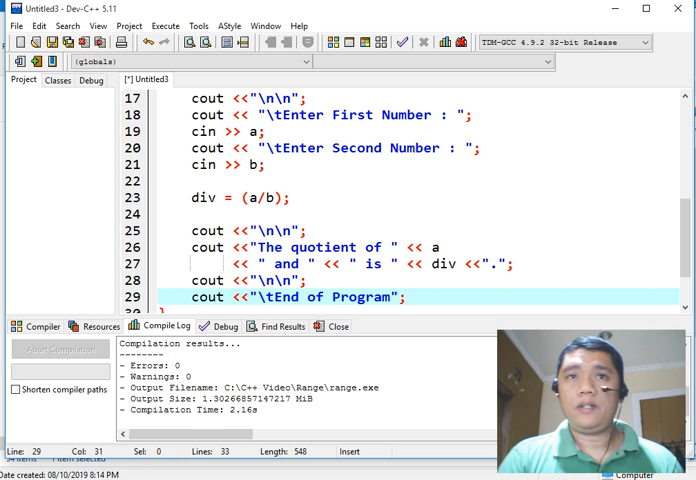 Untitled3 - Dev-C++ 5.11
File Edit Search View Project Execute Tools AStyle Window Help
TDM-GCC 4.9.2 32-bit Release
(globals)
Project Classes Debug
[*] Untitled3
17 cout <<"\n\n";
18 cout << "\tEnter First Number : ";
19 cin >> a;
20 cout << "\tEnter Second Number : ";
21 cin >> b;
22
23 div = (a/b);
24
25 cout <<"\n\n";
26 cout <<"The quotient of " << a
27 << " and " << " is " << div <<".";
28 cout <<"\n\n";
29 cout <<"\tEnd of Program";
30 }
Compiler Resources Compile Log Debug Find Results Close
Abort Compilation
Shorten compiler paths
Compilation results...
--------
- Errors: 0
- Warnings: 0
- Output Filename: C:\C++ Video\Range\range.exe
- Output Size: 1.30266857147217 MiB
- Compilation Time: 2.16s
Line: 29 Col: 31 Sel: 0 Lines: 33 Length: 548 Insert
1 item selected
Date created: 08/10/2019 8:14 PM
Computer